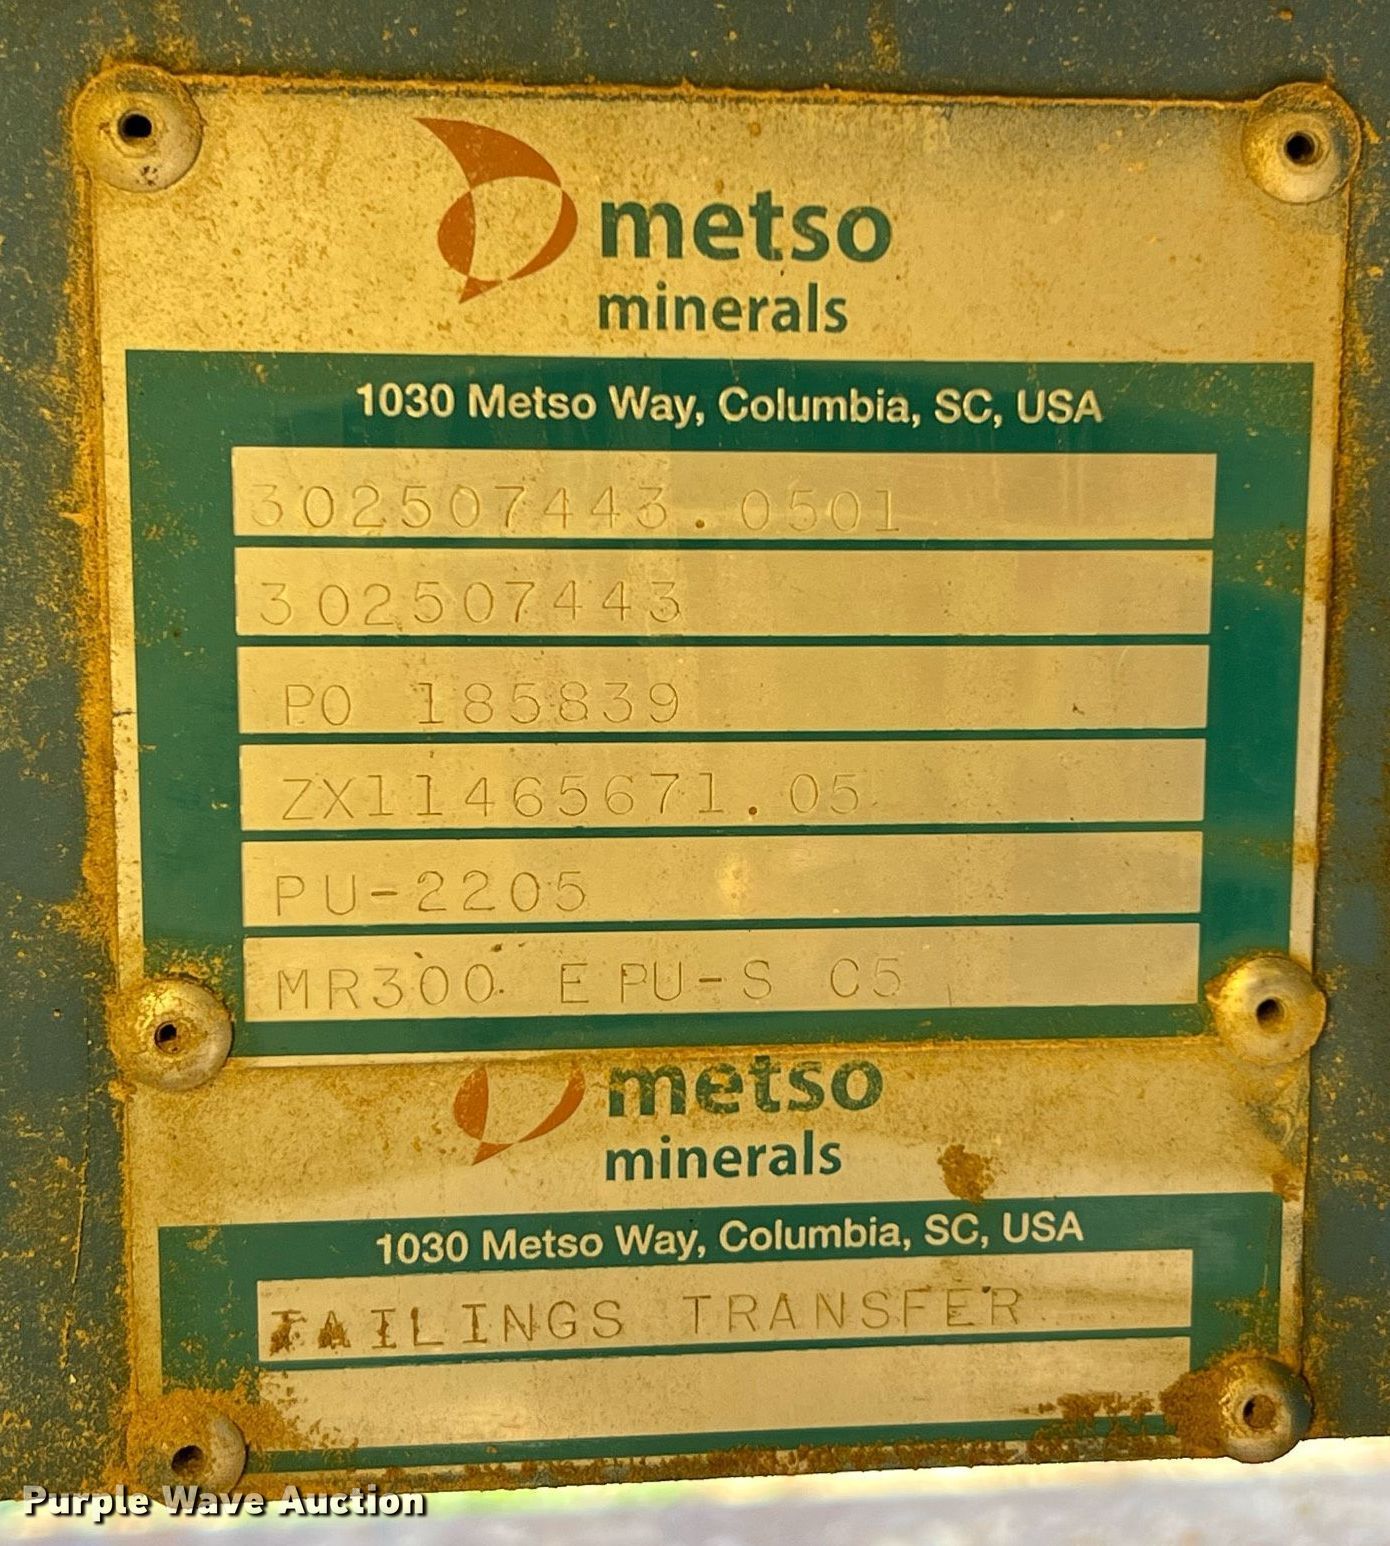 metso
minerals
1030 Metso Way, Columbia, SC, USA
302507443.0501
302507443
PO 185839
ZX11465671.05
PU-2205
MR300 EPU-S C5
metso
minerals
1030 Metso Way, Columbia, SC, USA
TAILINGS TRANSFER
Purple Wave Auction